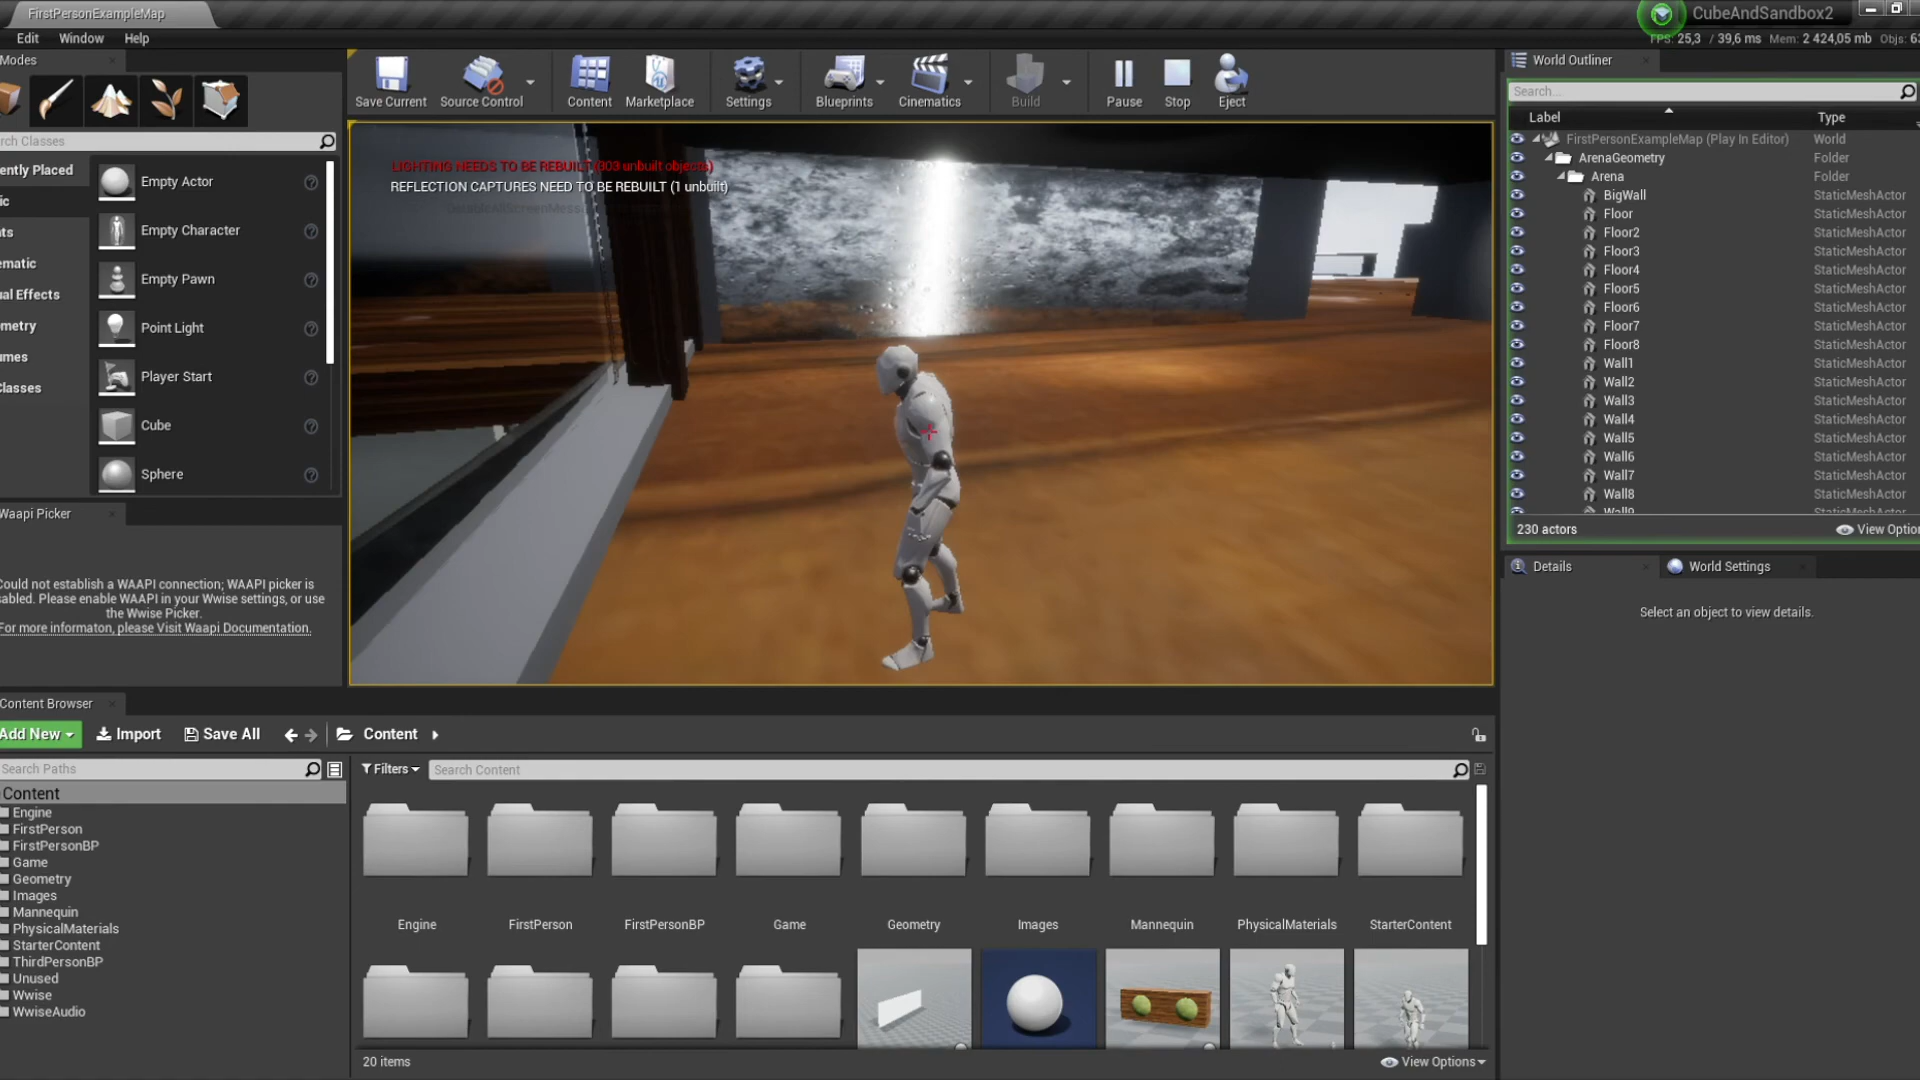 FirstPersonExampleMap
CubeAndSandbox2
Edit Window Help
FPS: 25,3 / 39,6 ms Mem: 2 424,05 mb Objs: 6
Modes
Save Current
Source Control
Content
Marketplace
Settings
Blueprints
Cinematics
Build
Pause
Stop
Eject
World Outliner
Search...
Label
Type
FirstPersonExampleMap (Play In Editor) World
ArenaGeometry Folder
Arena Folder
BigWall StaticMeshActor
Floor StaticMeshActor
Floor2 StaticMeshActor
Floor3 StaticMeshActor
Floor4 StaticMeshActor
Floor5 StaticMeshActor
Floor6 StaticMeshActor
Floor7 StaticMeshActor
Floor8 StaticMeshActor
Wall1 StaticMeshActor
Wall2 StaticMeshActor
Wall3 StaticMeshActor
Wall4 StaticMeshActor
Wall5 StaticMeshActor
Wall6 StaticMeshActor
Wall7 StaticMeshActor
Wall8 StaticMeshActor
Wall9 StaticMeshActor
230 actors
View Optio
Details
World Settings
Select an object to view details.
rch Classes
ently Placed
ic
ts
ematic
al Effects
metry
umes
Classes
Empty Actor
Empty Character
Empty Pawn
Point Light
Player Start
Cube
Sphere
LIGHTING NEEDS TO BE REBUILT (803 unbuilt objects)
REFLECTION CAPTURES NEED TO BE REBUILT (1 unbuilt)
Waapi Picker
Could not establish a WAAPI connection; WAAPI picker is
sabled. Please enable WAAPI in your Wwise settings, or use
the Wwise Picker.
For more informaton, please Visit Waapi Documentation.
Content Browser
Add New
Import
Save All
Content
Search Paths
Filters
Search Content
Content
Engine
FirstPerson
FirstPersonBP
Game
Geometry
Images
Mannequin
PhysicalMaterials
StarterContent
ThirdPersonBP
Unused
Wwise
WwiseAudio
Engine
FirstPerson
FirstPersonBP
Game
Geometry
Images
Mannequin
PhysicalMaterials
StarterContent
20 items
View Options